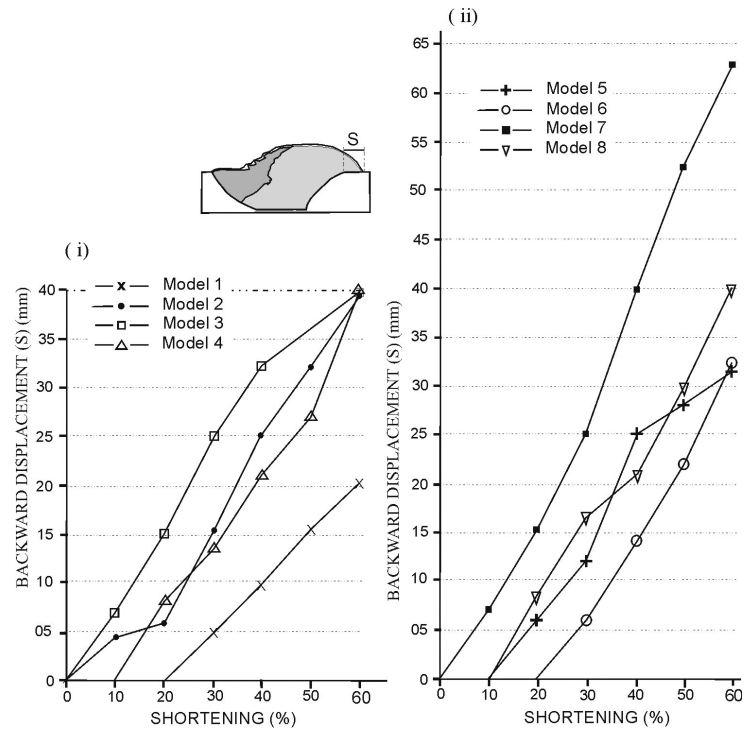 ( ii)
65
60
55
50
45
40
35
30
25
20
15
10
05
0
BACKWARD DISPLACEMENT (S) (mm)
Model 5
Model 6
Model 7
Model 8
10
20
30
40
50
60
SHORTENING (%)
S
( i)
Model 1
Model 2
Model 3
Model 4
40
35
30
25
20
15
10
05
0
BACKWARD DISPLACEMENT (S) (mm)
0
10
20
30
40
50
60
SHORTENING (%)
0